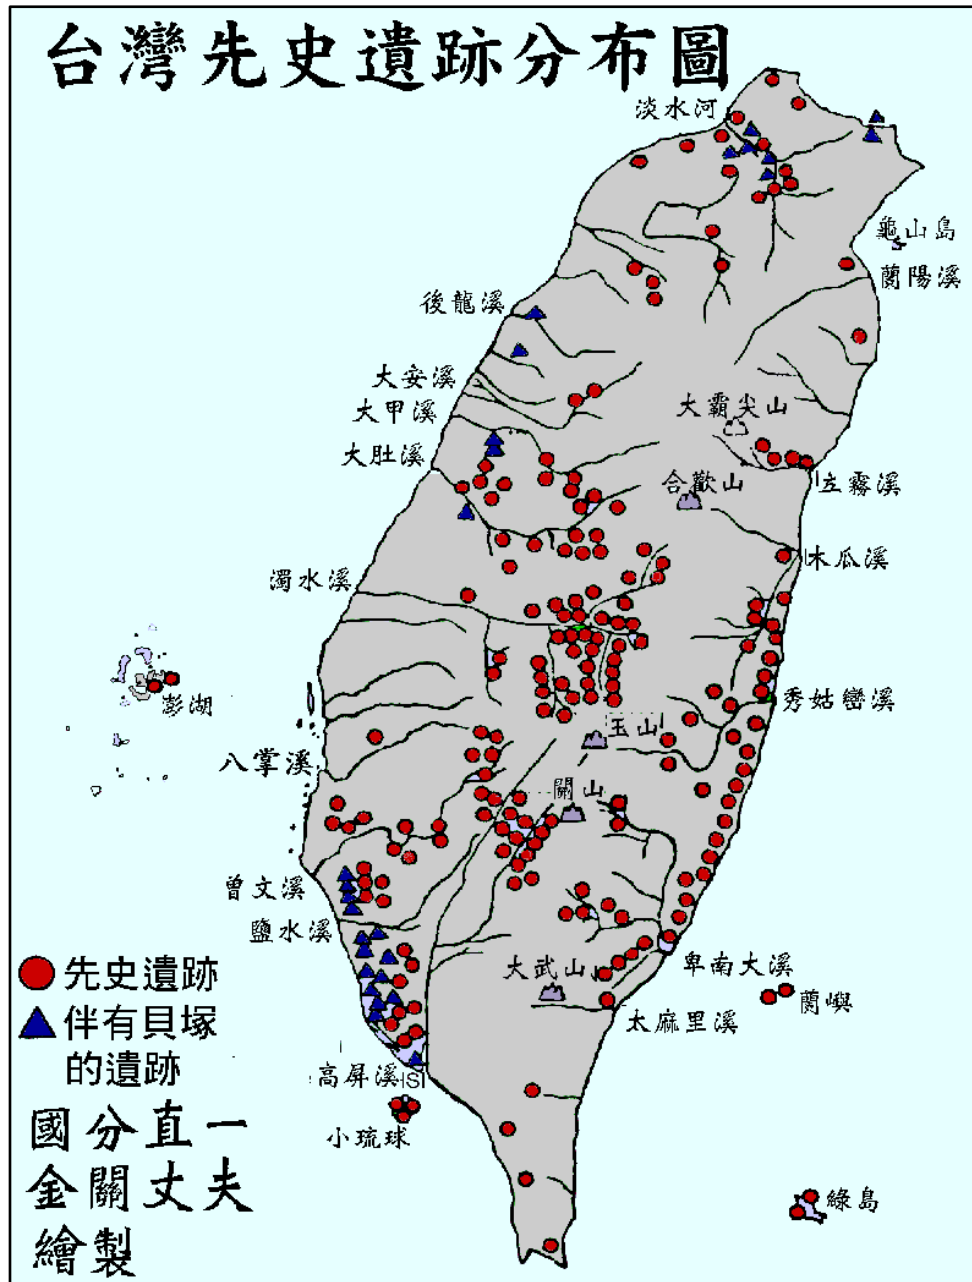 台灣先史遺跡分布圖
淡水河
龜山島
蘭陽溪
後龍溪
大安溪
大甲溪
大霸尖山
大肚溪
合歡山
立霧溪
木瓜溪
濁水溪
澎湖
秀姑巒溪
玉山
八掌溪
關山
曾文溪
鹽水溪
先史遺跡
大武山
卑南大溪
蘭嶼
伴有貝塚
的遺跡
太麻里溪
高屏溪
小琉球
國分直一
金關丈夫
繪製
綠島